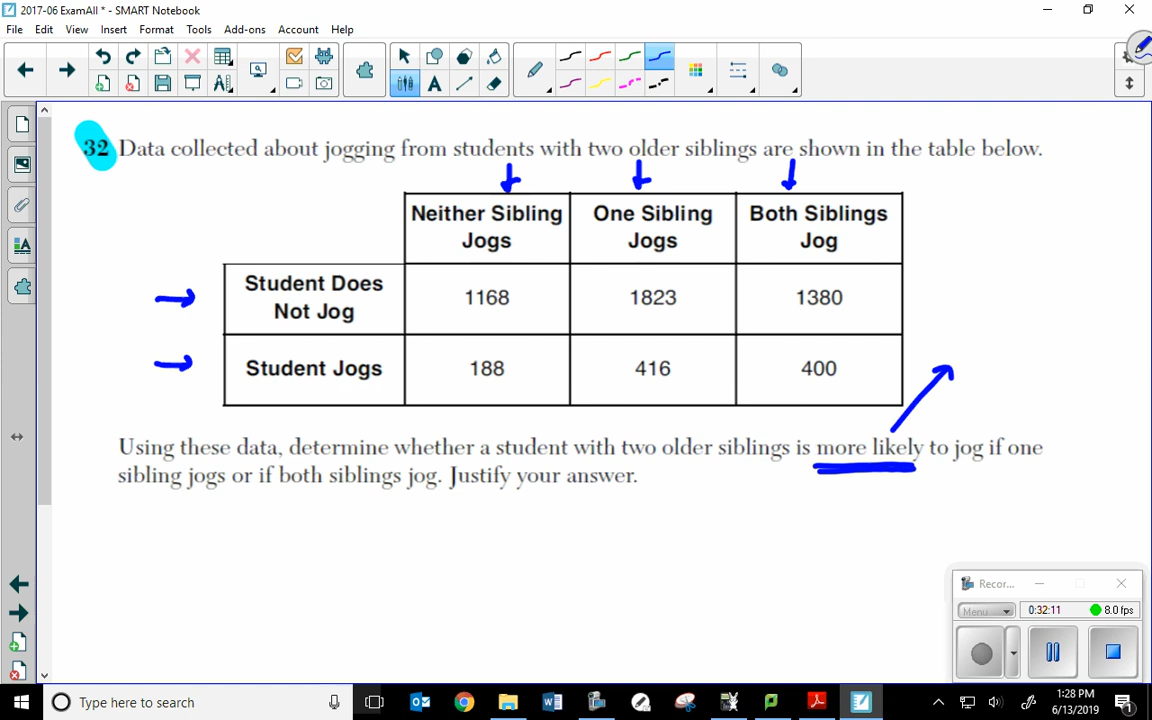 2017-06 ExamAll * - SMART Notebook
File Edit View Insert Format Tools Add-ons Account Help
32 Data collected about jogging from students with two older siblings are shown in the table below.
Neither Sibling Jogs
One Sibling Jogs
Both Siblings Jog
Student Does Not Jog
1168 1823 1380
Student Jogs 188 416 400
Using these data, determine whether a student with two older siblings is more likely to jog if one
sibling jogs or if both siblings jog. Justify your answer.
Recor...
Menu 0:32:11 8.0 fps
Type here to search
1:28 PM
6/13/2019
1